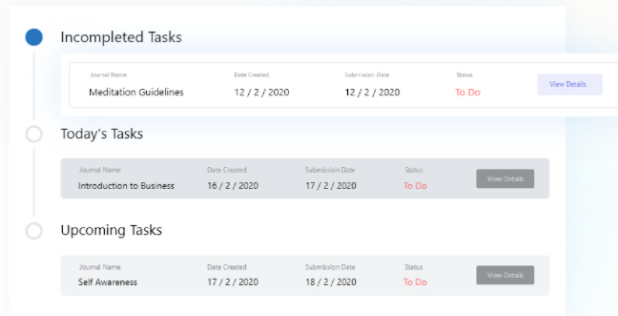 Incompleted Tasks
Journal Name Date Created Submission Date Status
Meditation Guidelines 12 / 2 / 2020 12 / 2 / 2020 To Do View Details
Today's Tasks
Journal Name Date Created Submission Date Status
Introduction to Business 16 / 2 / 2020 17 / 2 / 2020 To Do View Details
Upcoming Tasks
Journal Name Date Created Submission Date Status
Self Awareness 17 / 2 / 2020 18 / 2 / 2020 To Do View Details